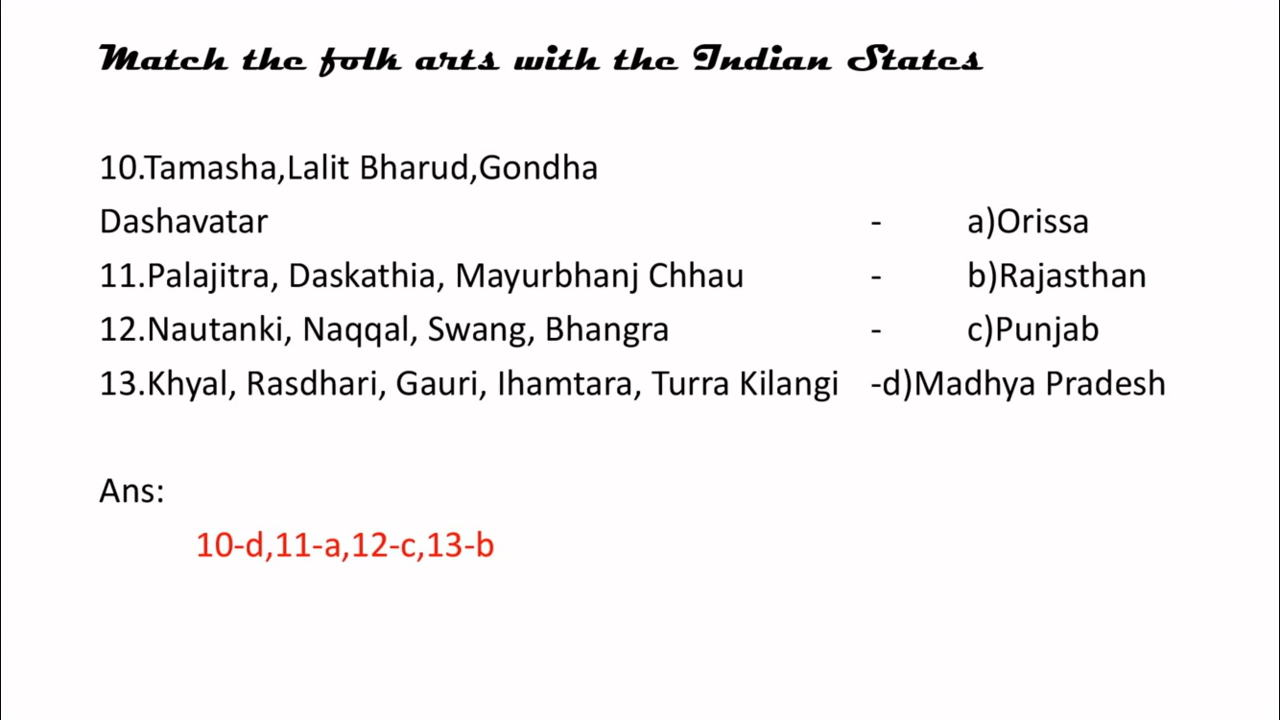 Match the folk arts with the Indian States
10.Tamasha,Lalit Bharud,Gondha
Dashavatar - a)Orissa
11.Palajitra, Daskathia, Mayurbhanj Chhau - b)Rajasthan
12.Nautanki, Naqqal, Swang, Bhangra - c)Punjab
13.Khyal, Rasdhari, Gauri, Ihamtara, Turra Kilangi -d)Madhya Pradesh
Ans:
10-d,11-a,12-c,13-b